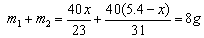 m₁ + m₂ = 40x/23 + 40(5.4 − x)/31 = 8g